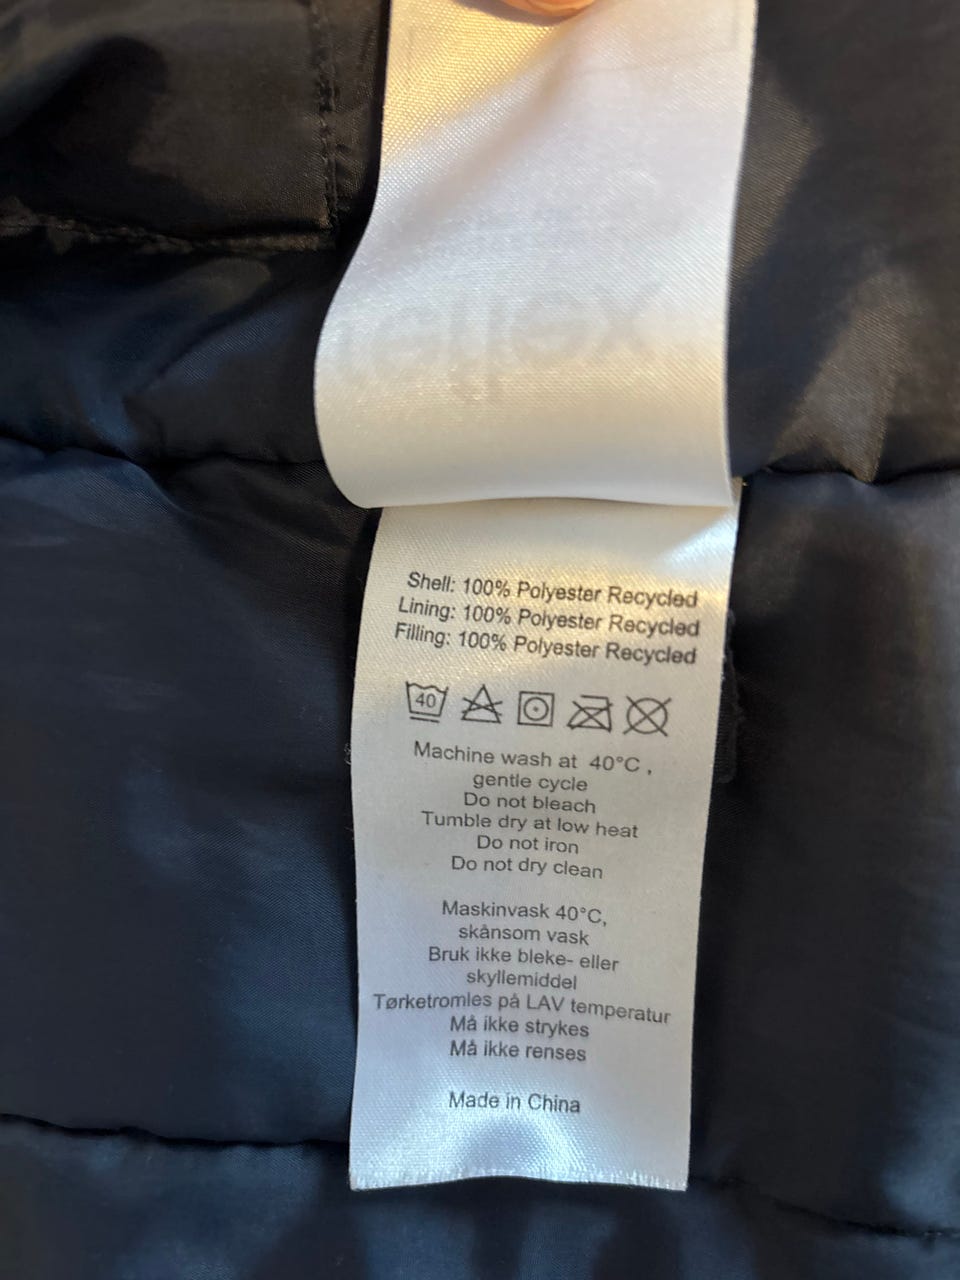 Shell: 100% Polyester Recycled
Lining: 100% Polyester Recycled
Filling: 100% Polyester Recycled
40
Machine wash at 40°C ,
gentle cycle
Do not bleach
Tumble dry at low heat
Do not iron
Do not dry clean
Maskinvask 40°C,
skånsom vask
Bruk ikke bleke- eller
skyllemiddel
Tørketromles på LAV temperatur
Må ikke strykes
Må ikke renses
Made in China